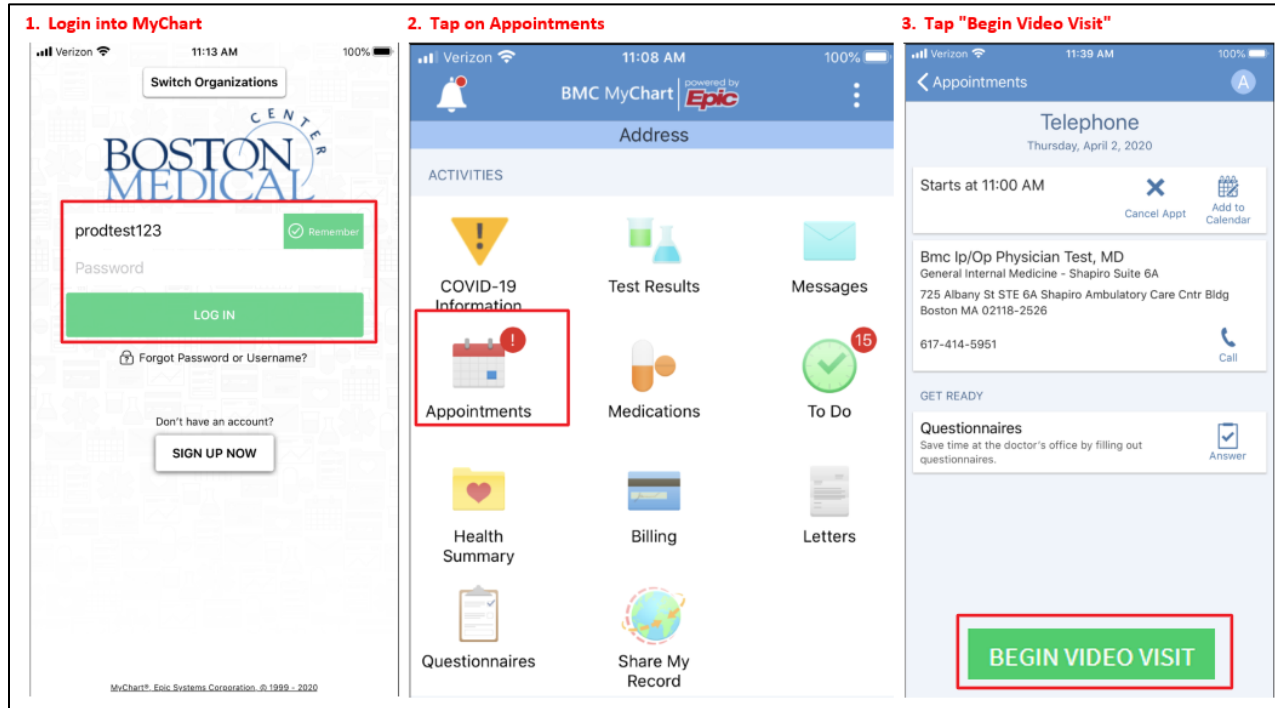 1. Login into MyChart
Verizon 11:13 AM 100%
Switch Organizations
BOSTON
MEDICAL
CENTER
prodtest123
Remember
Password
LOG IN
Forgot Password or Username?
Don't have an account?
SIGN UP NOW
MyChart®, Epic Systems Corporation, © 1999 - 2020
2. Tap on Appointments
Verizon 11:08 AM 100%
BMC MyChart powered by Epic
Address
ACTIVITIES
COVID-19
Information
Test Results
Messages
!
Appointments
Medications
15
To Do
Health
Summary
Billing
Letters
Questionnaires
Share My
Record
3. Tap "Begin Video Visit"
Verizon 11:39 AM 100%
Appointments A
Telephone
Thursday, April 2, 2020
Starts at 11:00 AM
Cancel Appt
Add to
Calendar
Bmc Ip/Op Physician Test, MD
General Internal Medicine - Shapiro Suite 6A
725 Albany St STE 6A Shapiro Ambulatory Care Cntr Bldg
Boston MA 02118-2526
617-414-5951
Call
GET READY
Questionnaires
Save time at the doctor's office by filling out
questionnaires.
Answer
BEGIN VIDEO VISIT